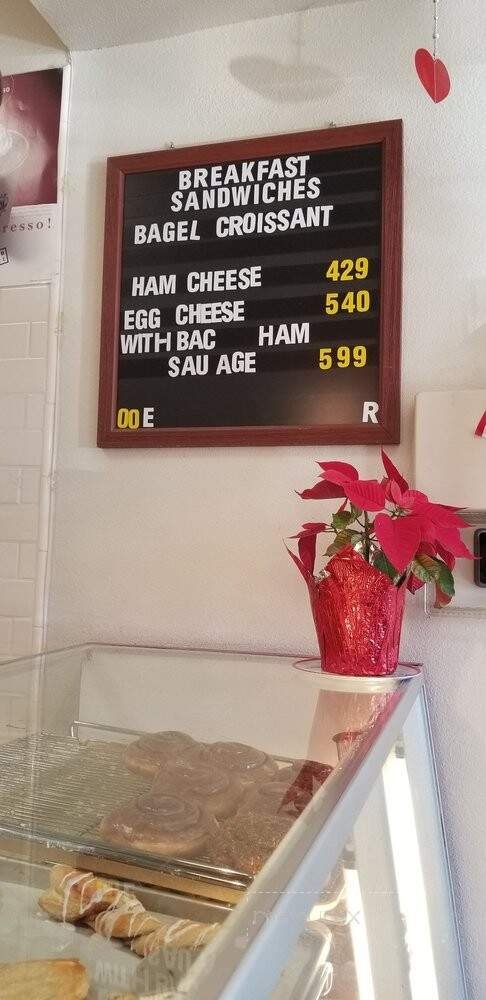 resso!
BREAKFAST
SANDWICHES
BAGEL CROISSANT
HAM CHEESE 429
EGG CHEESE 540
WITH BAC HAM
SAU AGE 599
00E R